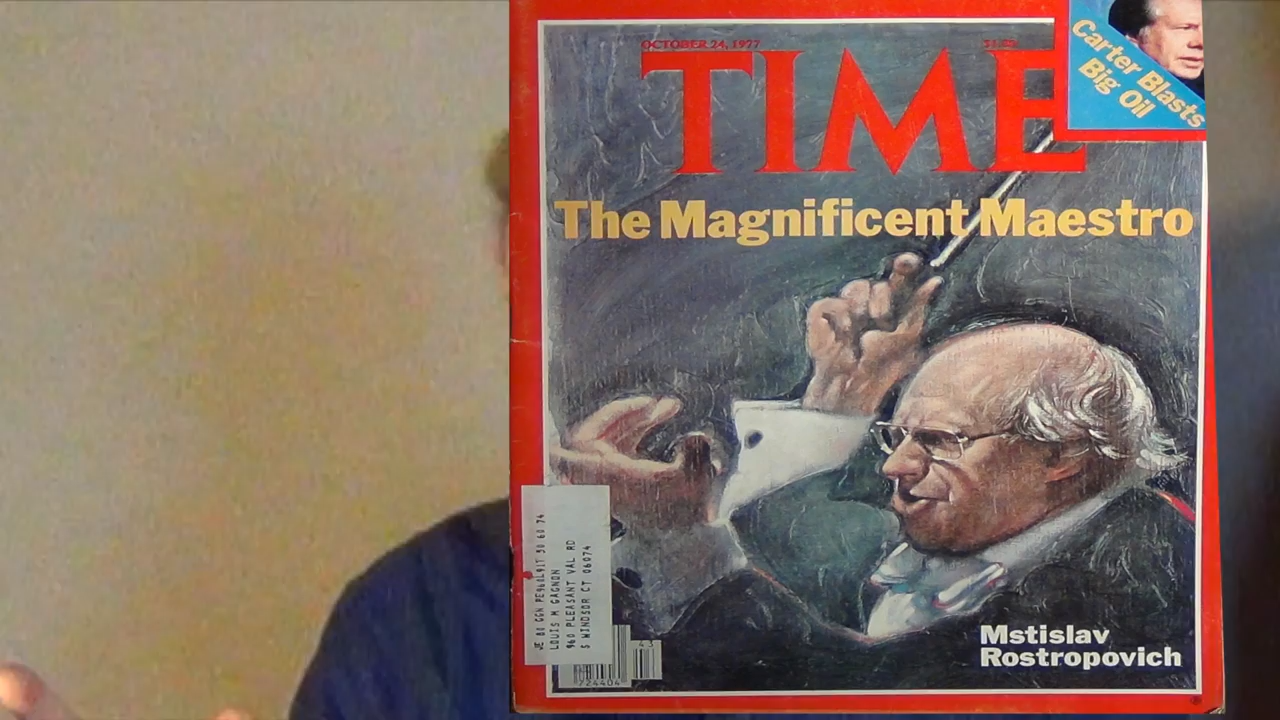 OCTOBER 24, 1977
TIME
Carter Blasts
Big Oil
The Magnificent Maestro
LOUIS M GAGNON
960 PLEASANT VAL RD
S WINDSOR CT 06074
724404
Mstislav
Rostropovich